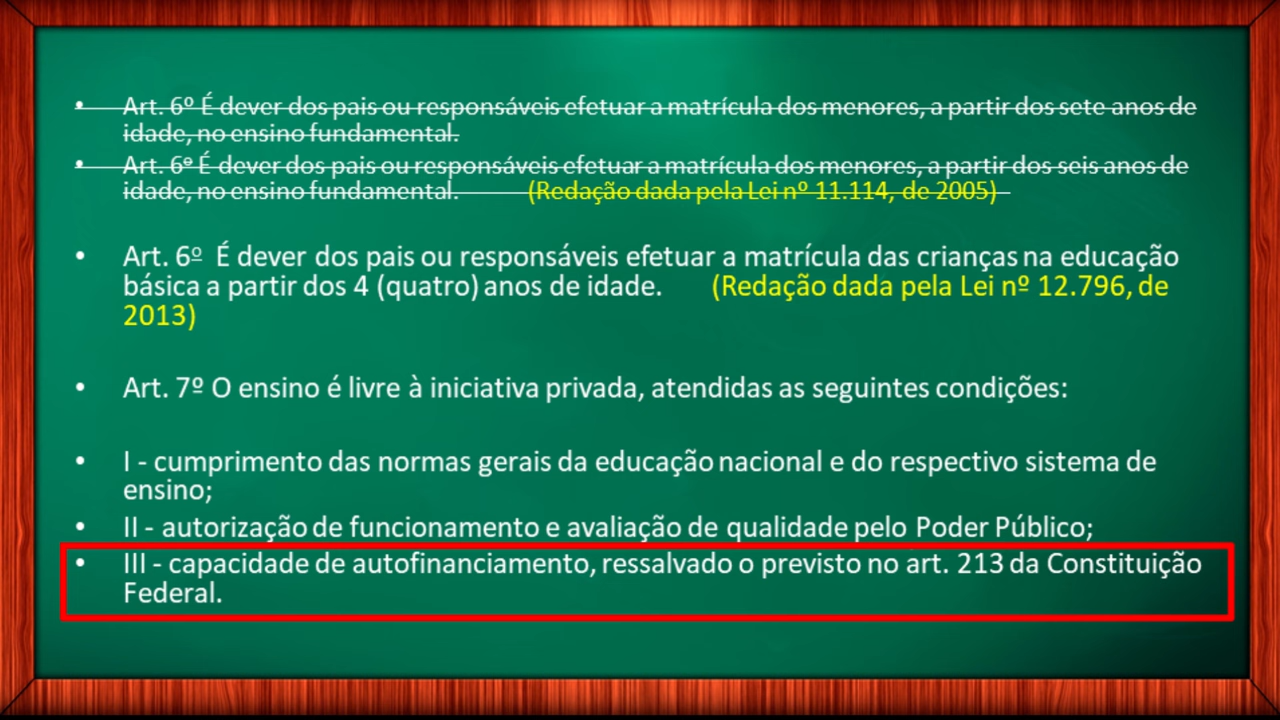 • Art. 6º É dever dos pais ou responsáveis efetuar a matrícula dos menores, a partir dos sete anos de
idade, no ensino fundamental.
• Art. 6º É dever dos pais ou responsáveis efetuar a matrícula dos menores, a partir dos seis anos de
idade, no ensino fundamental. (Redação dada pela Lei nº 11.114, de 2005)
• Art. 6º É dever dos pais ou responsáveis efetuar a matrícula das crianças na educação
básica a partir dos 4 (quatro) anos de idade. (Redação dada pela Lei nº 12.796, de
2013)
• Art. 7º O ensino é livre à iniciativa privada, atendidas as seguintes condições:
• I - cumprimento das normas gerais da educação nacional e do respectivo sistema de
ensino;
• II - autorização de funcionamento e avaliação de qualidade pelo Poder Público;
• III - capacidade de autofinanciamento, ressalvado o previsto no art. 213 da Constituição
Federal.